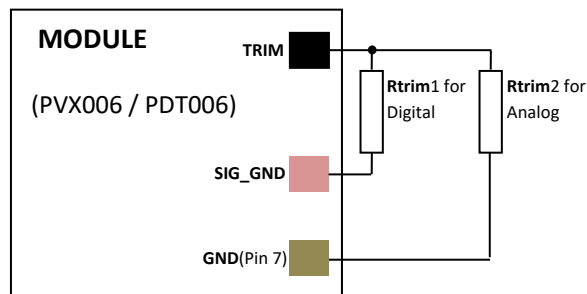 MODULE
TRIM
(PVX006 / PDT006)
Rtrim1 for
Digital
Rtrim2 for
Analog
SIG_GND
GND(Pin 7)